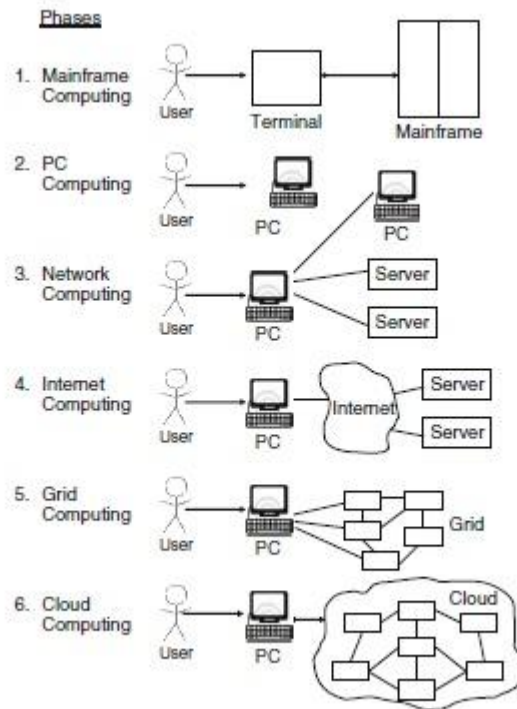 Phases
1. Mainframe
Computing
User
Terminal
Mainframe
2. PC
Computing
User
PC
PC
3. Network
Computing
User
PC
Server
Server
4. Internet
Computing
User
PC
Internet
Server
Server
5. Grid
Computing
User
PC
Grid
6. Cloud
Computing
User
PC
Cloud